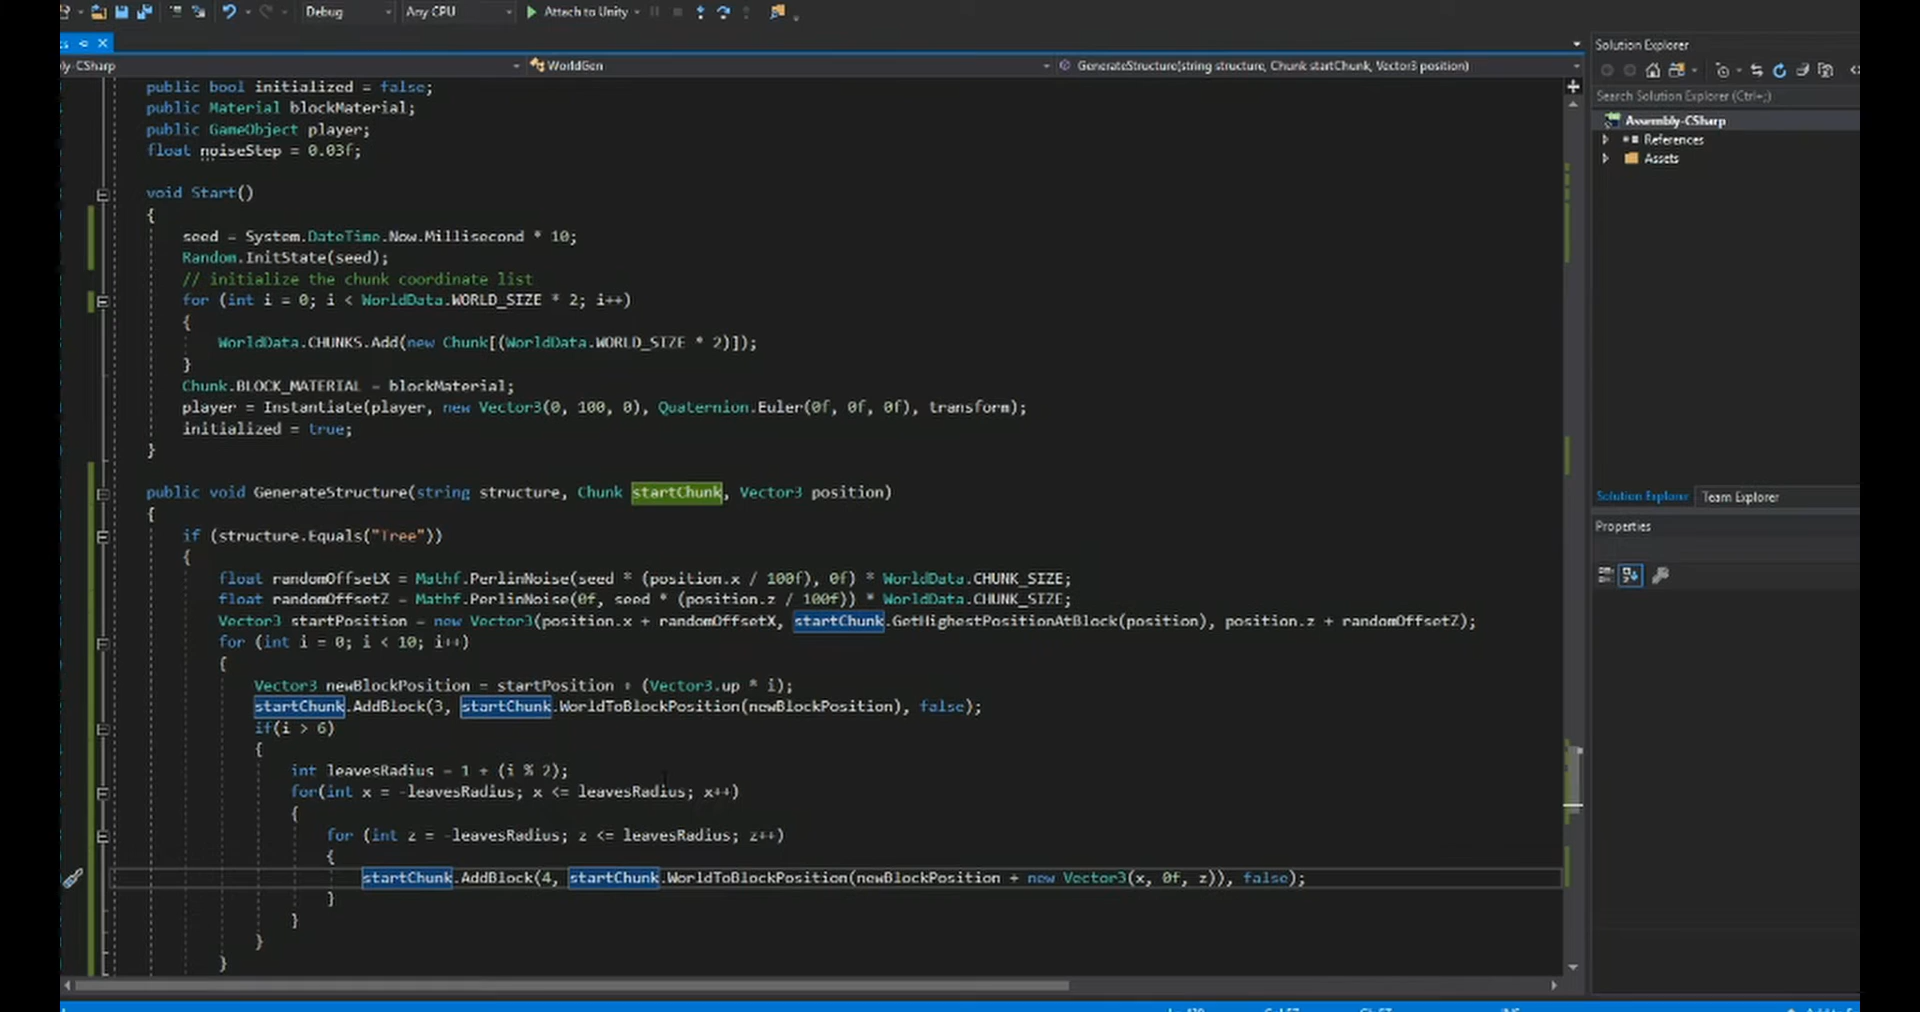 Debug Any CPU Attach to Unity
ly-CSharp WorldGen GenerateStructure(string structure, Chunk startChunk, Vector3 position)
public bool initialized = false;
public Material blockMaterial;
public GameObject player;
float noiseStep = 0.03f;
void Start()
{
seed = System.DateTime.Now.Millisecond * 10;
Random.InitState(seed);
// initialize the chunk coordinate list
for (int i = 0; i < WorldData.WORLD_SIZE * 2; i++)
{
WorldData.CHUNKS.Add(new Chunk[(WorldData.WORLD_SIZE * 2)]);
}
Chunk.BLOCK_MATERIAL = blockMaterial;
player = Instantiate(player, new Vector3(0, 100, 0), Quaternion.Euler(0f, 0f, 0f), transform);
initialized = true;
}
public void GenerateStructure(string structure, Chunk startChunk, Vector3 position)
{
if (structure.Equals("Tree"))
{
float randomOffsetX = Mathf.PerlinNoise(seed * (position.x / 100f), 0f) * WorldData.CHUNK_SIZE;
float randomOffsetZ = Mathf.PerlinNoise(0f, seed * (position.z / 100f)) * WorldData.CHUNK_SIZE;
Vector3 startPosition = new Vector3(position.x + randomOffsetX, startChunk.GetHighestPositionAtBlock(position), position.z + randomOffsetZ);
for (int i = 0; i < 10; i++)
{
Vector3 newBlockPosition = startPosition + (Vector3.up * i);
startChunk.AddBlock(3, startChunk.WorldToBlockPosition(newBlockPosition), false);
if(i > 6)
{
int leavesRadius = 1 + (i % 2);
for(int x = -leavesRadius; x <= leavesRadius; x++)
{
for (int z = -leavesRadius; z <= leavesRadius; z++)
{
startChunk.AddBlock(4, startChunk.WorldToBlockPosition(newBlockPosition + new Vector3(x, 0f, z)), false);
}
}
}
}
Solution Explorer
Search Solution Explorer (Ctrl+;)
Assembly-CSharp
References
Assets
Solution Explorer Team Explorer
Properties